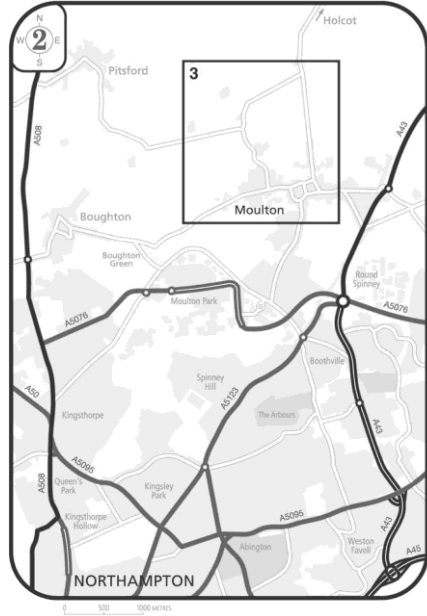 N
W 2 E
S
Holcot
Pitsford
3
A508
A43
Boughton
Moulton
Boughton
Green
Round
Spinney
Moulton Park
A5076
A5076
Boothville
Spinney
Hill
A50
A5123
Kingsthorpe
The Arbours
A43
A5095
Queen's
Park
Kingsley
Park
A508
Kingsthorpe
Hollow
A5095
A43
Weston
Favell
Abington
A45
NORTHAMPTON
0 500 1000 METRES